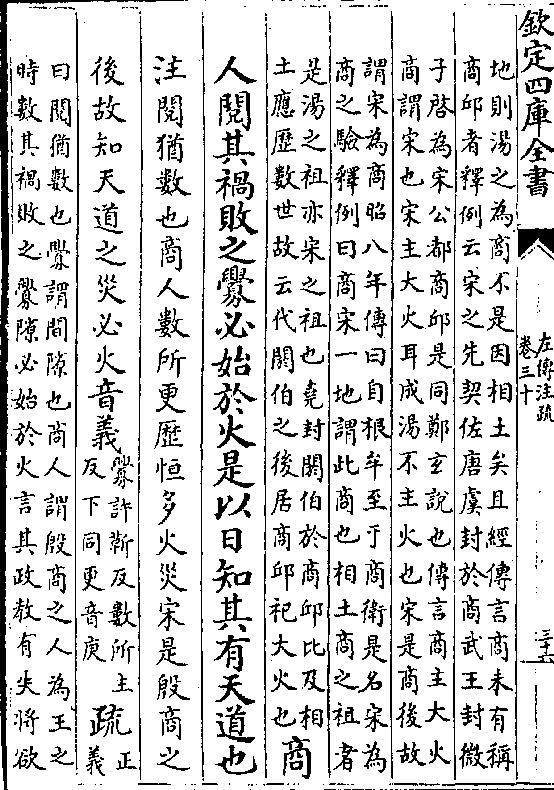 欽定四庫全書
左傳注疏
卷三十
三十六
地則湯之為商不是因相土矣且經傳言商未有稱
商邱者釋例云宋之先契佐唐虞封於商武王封微
子啓為宋公都商邱是同鄭玄說也傳言商主大火
商謂宋也宋主大火耳成湯不主火也宋是商後故
謂宋為商昭八年傳曰自根牟至于商衛是名宋為
商之驗釋例曰商宋一地謂此商也相土商之祖者
是湯之祖亦宋之祖也堯封閼伯於商邱比及相
土應歷數世故云代閼伯之後居商邱祀大火也商
人閱其禍敗之釁必始於火是以日知其有天道也
注閱猶數也商人數所更歷恒多火災宋是殷商之
後故知天道之災必火音義釁許靳反數所主
反下同更音庚疏正
義
曰閱猶數也釁謂間隙也商人謂殷商之人為王之
時數其禍敗之釁隙必始於火言其政教有失將欲